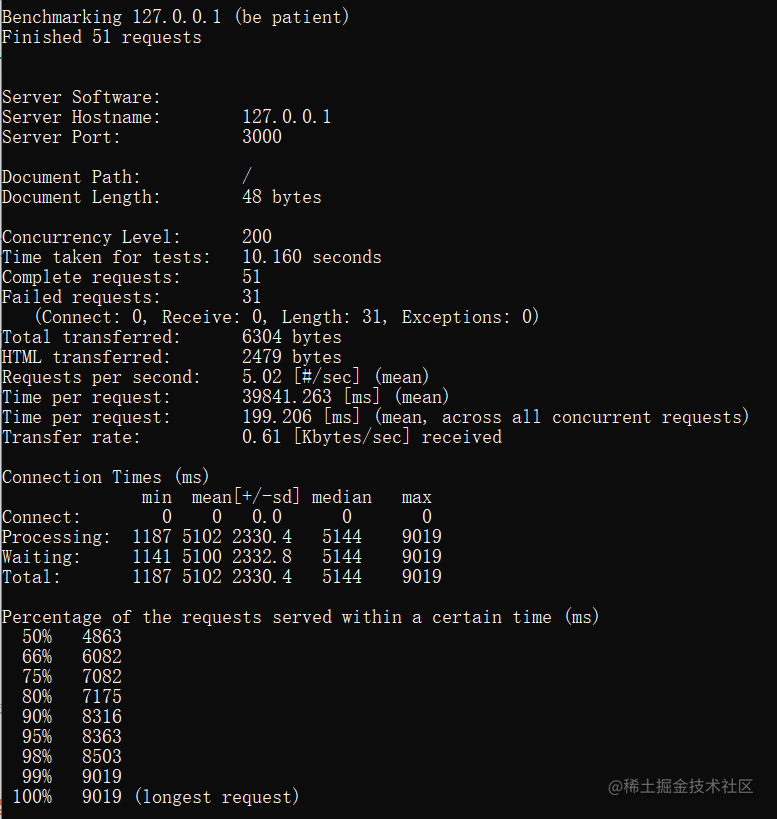 Benchmarking 127.0.0.1 (be patient)
Finished 51 requests
Server Software:
Server Hostname: 127.0.0.1
Server Port: 3000
Document Path: /
Document Length: 48 bytes
Concurrency Level: 200
Time taken for tests: 10.160 seconds
Complete requests: 51
Failed requests: 31
(Connect: 0, Receive: 0, Length: 31, Exceptions: 0)
Total transferred: 6304 bytes
HTML transferred: 2479 bytes
Requests per second: 5.02 [#/sec] (mean)
Time per request: 39841.263 [ms] (mean)
Time per request: 199.206 [ms] (mean, across all concurrent requests)
Transfer rate: 0.61 [Kbytes/sec] received
Connection Times (ms)
min mean[+/-sd] median max
Connect: 0 0 0.0 0 0
Processing: 1187 5102 2330.4 5144 9019
Waiting: 1141 5100 2332.8 5144 9019
Total: 1187 5102 2330.4 5144 9019
Percentage of the requests served within a certain time (ms)
50% 4863
66% 6082
75% 7082
80% 7175
90% 8316
95% 8363
98% 8503
99% 9019
100% 9019 (longest request)
@稀土掘金技术社区